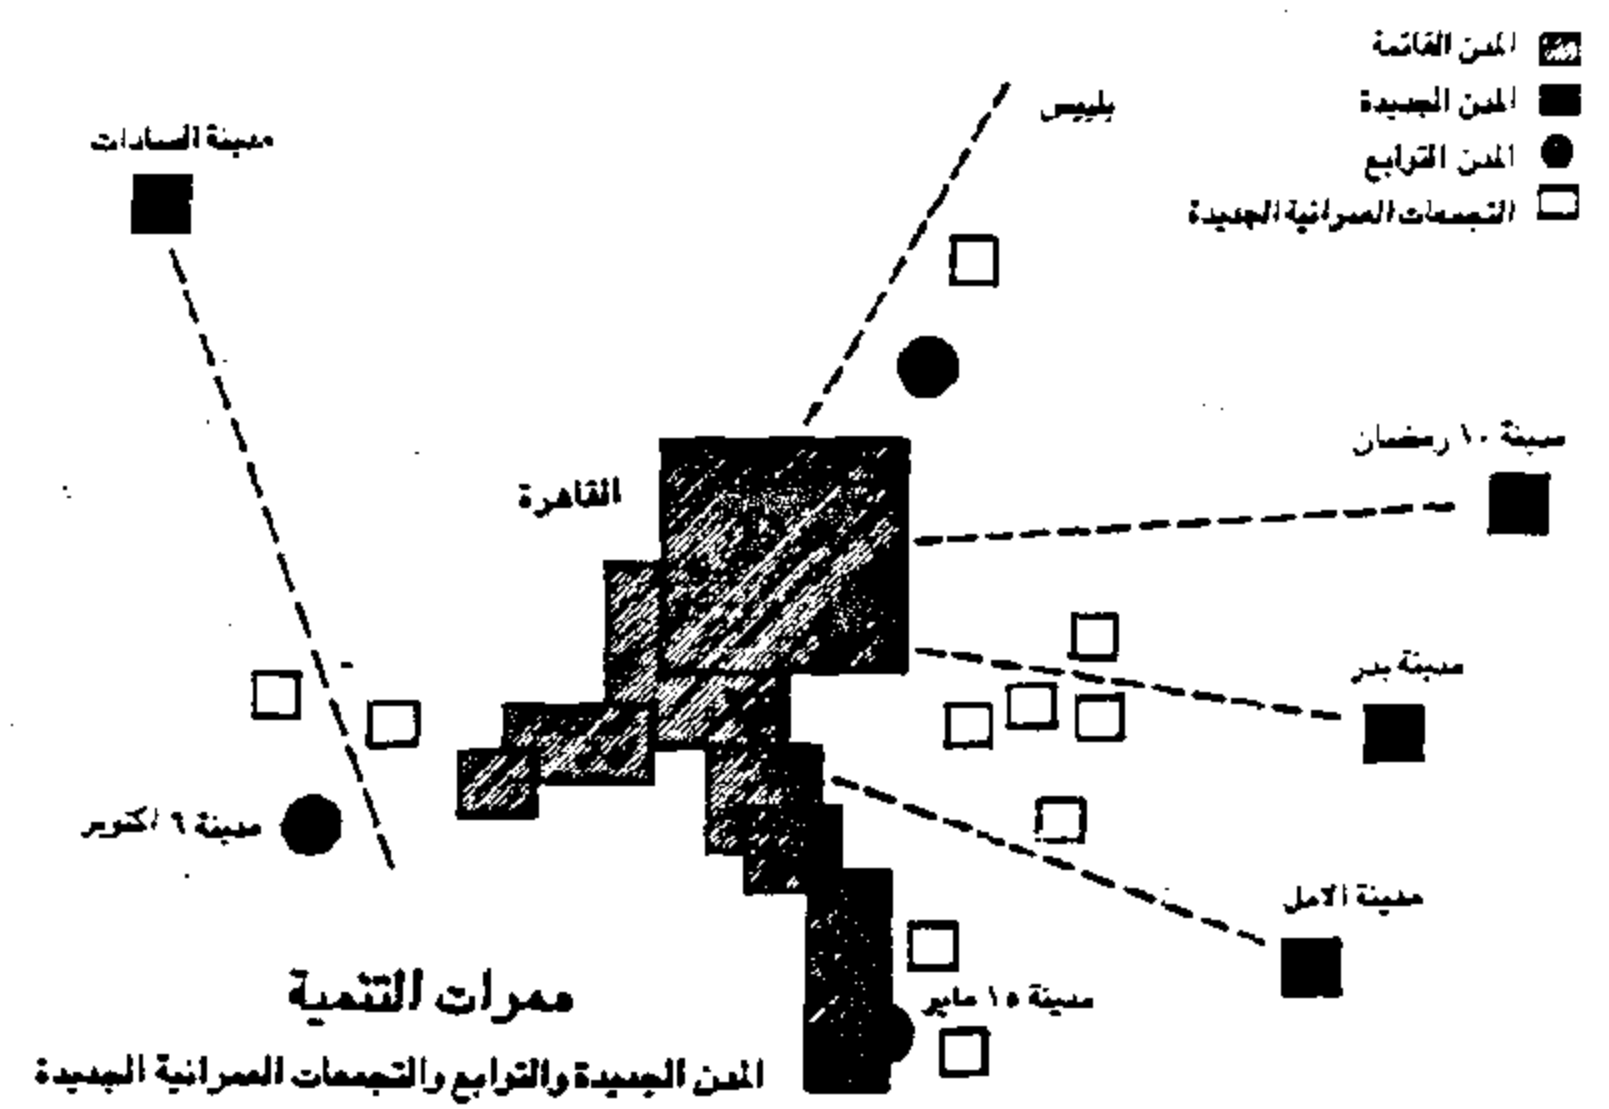 المدن القائمة
المدن الجديدة
المدن التوابع
التجمعات العمرانية الجديدة
بلبيس
مدينة السادات
مدينة ١٠ رمضان
القاهرة
مدينة بدر
مدينة ٦ اكتوبر
مدينة الامل
مدينة ١٥ مايو
ممرات التنمية
المدن الجديدة والتوابع والتجمعات العمرانية الجديدة